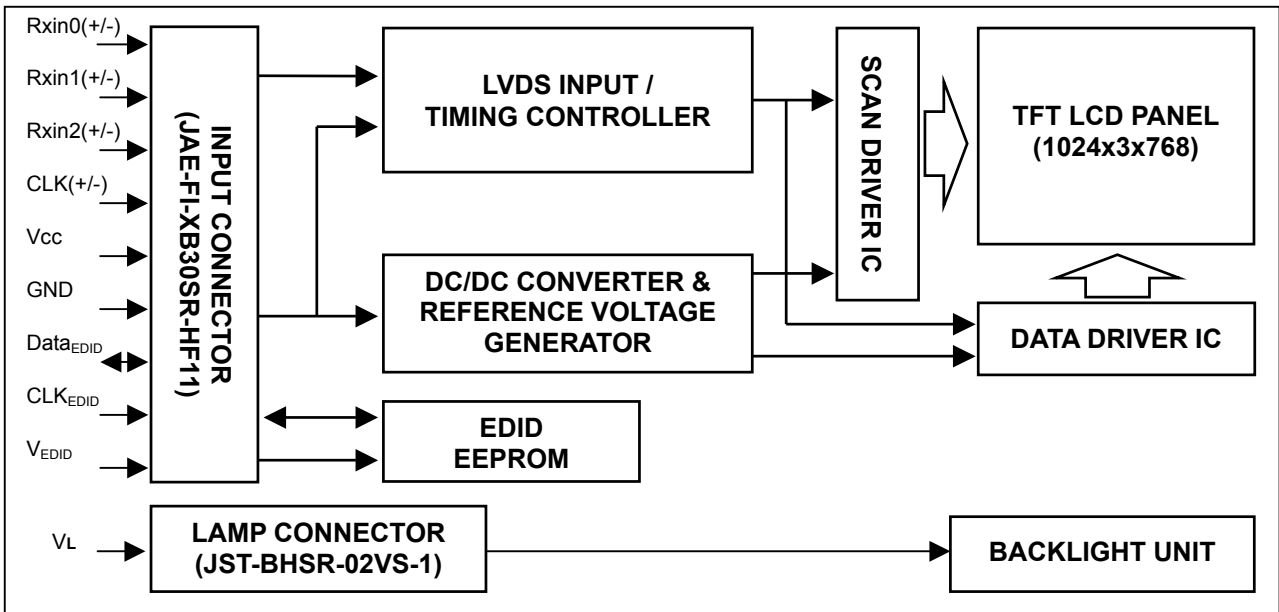 Rxin0(+/-)
Rxin1(+/-)
Rxin2(+/-)
CLK(+/-)
Vcc
GND
DataEDID
CLKEDID
VEDID
VL
INPUT CONNECTOR
(JAE-FI-XB30SR-HF11)
LVDS INPUT /
TIMING CONTROLLER
DC/DC CONVERTER &
REFERENCE VOLTAGE
GENERATOR
EDID
EEPROM
LAMP CONNECTOR
(JST-BHSR-02VS-1)
SCAN DRIVER IC
TFT LCD PANEL
(1024x3x768)
DATA DRIVER IC
BACKLIGHT UNIT